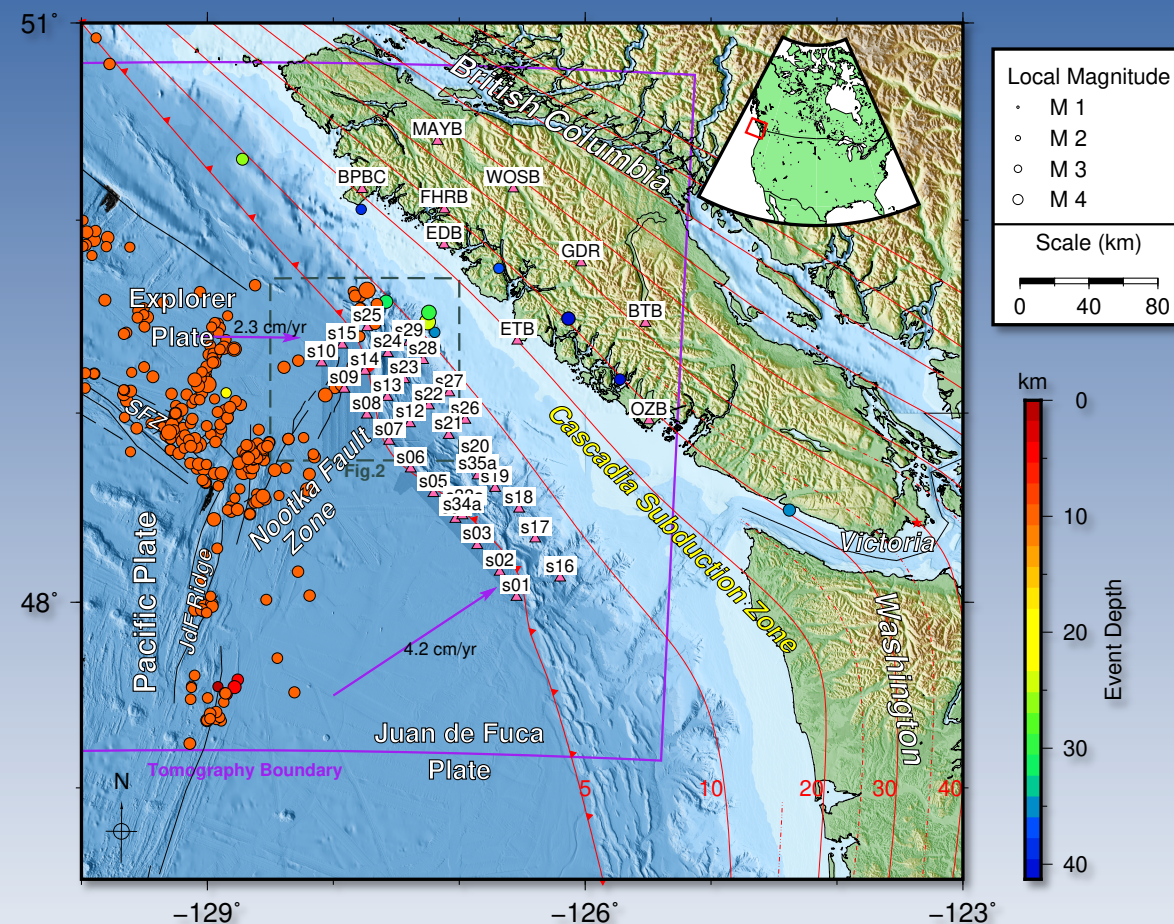 51°
48°
−129°
−126°
−123°
British Columbia
MAYB
BPBC
WOSB
FHRB
EDB
GDR
BTB
ETB
OZB
Explorer
Plate
2.3 cm/yr
s25
s15
s29
s24
s10
s28
s14
s23
s09
s27
s13
s22
s08
s26
s12
s21
s07
s20
s06
s35a
s19
s05
s18
s34a
s17
s03
s02
s16
s01
SFZ
Fig.2
Nootka Fault
Zone
Cascadia Subduction Zone
Victoria
Washington
Pacific Plate
JdF Ridge
4.2 cm/yr
Juan de Fuca
Plate
Tomography Boundary
N
5
10
20
30
40
Local Magnitude
M 1
M 2
M 3
M 4
Scale (km)
0 40 80
km
0
10
20
30
40
Event Depth